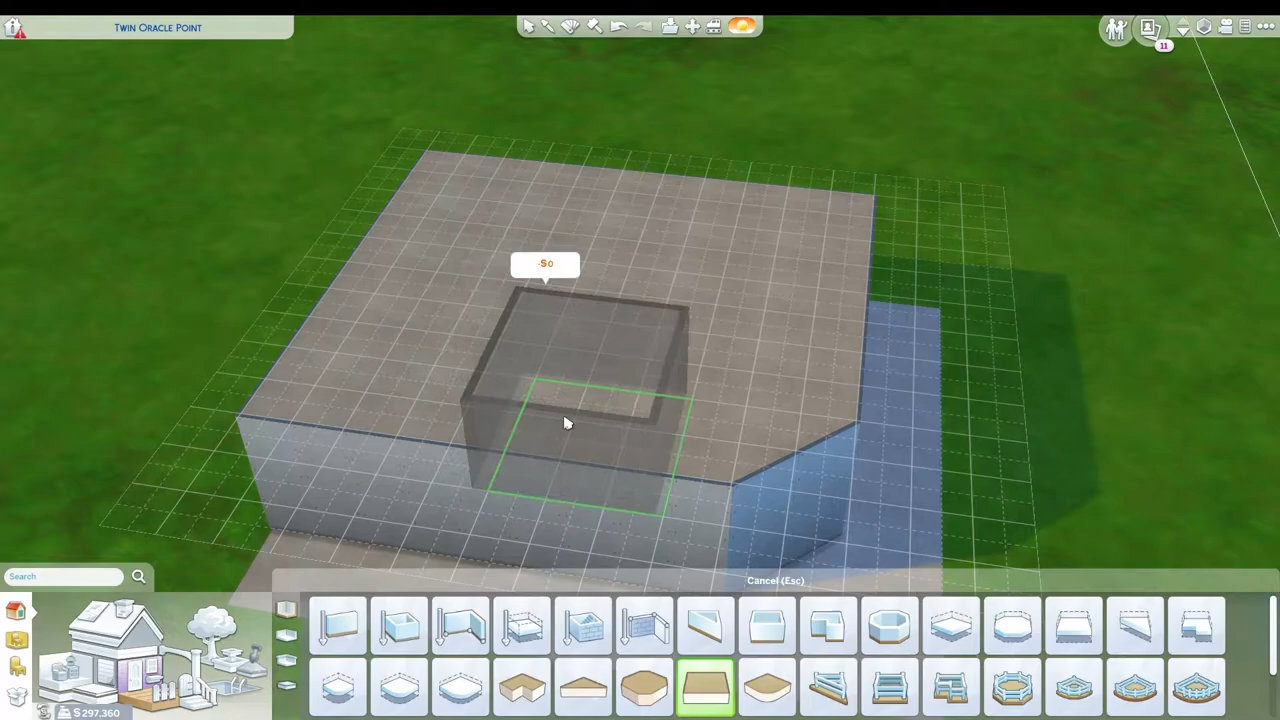 TWIN ORACLE POINT
11
-§0
Cancel (Esc)
Search
§297,360